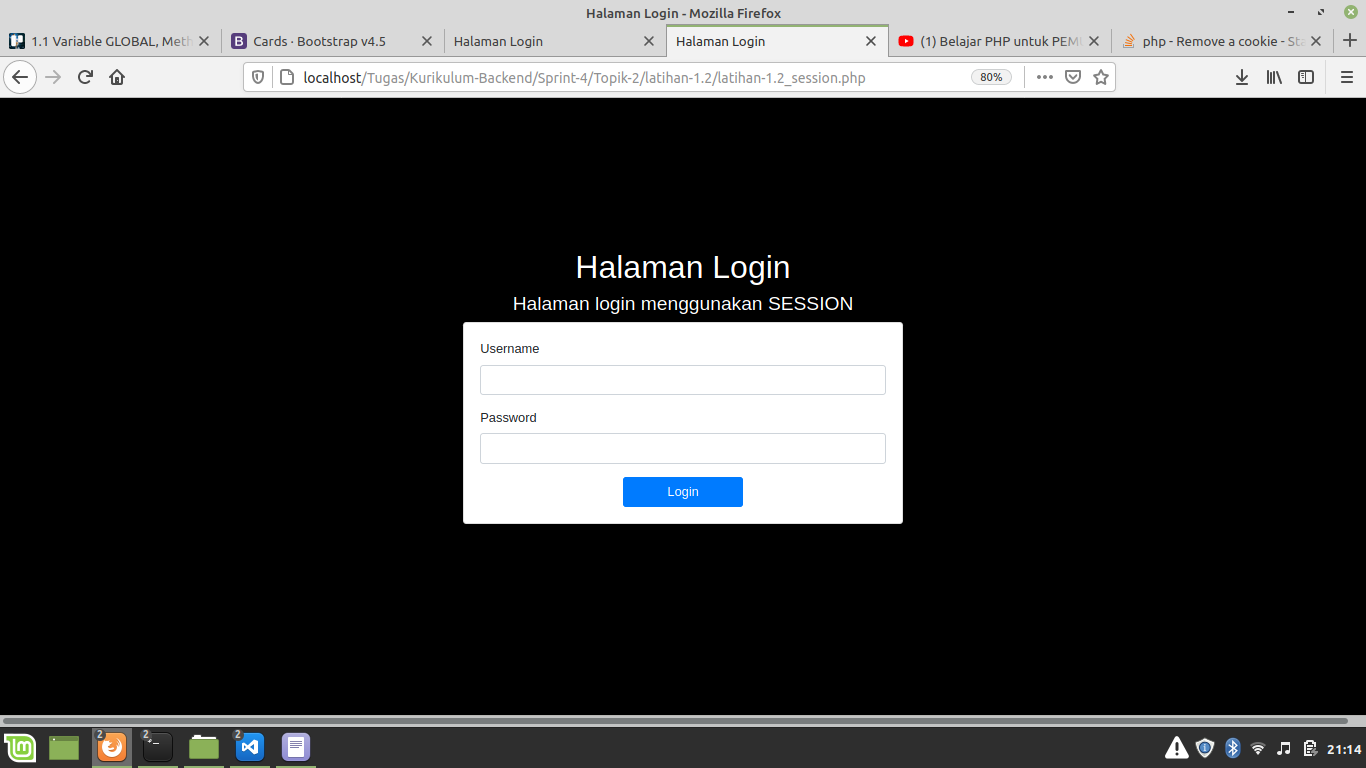 Halaman Login - Mozilla Firefox
1.1 Variable GLOBAL, Meth
Cards · Bootstrap v4.5
Halaman Login
Halaman Login
(1) Belajar PHP untuk PEM
php - Remove a cookie - Sta
localhost/Tugas/Kurikulum-Backend/Sprint-4/Topik-2/latihan-1.2/latihan-1.2_session.php
80%
Halaman Login
Halaman login menggunakan SESSION
Username
Password
Login
2
2
2
21:14